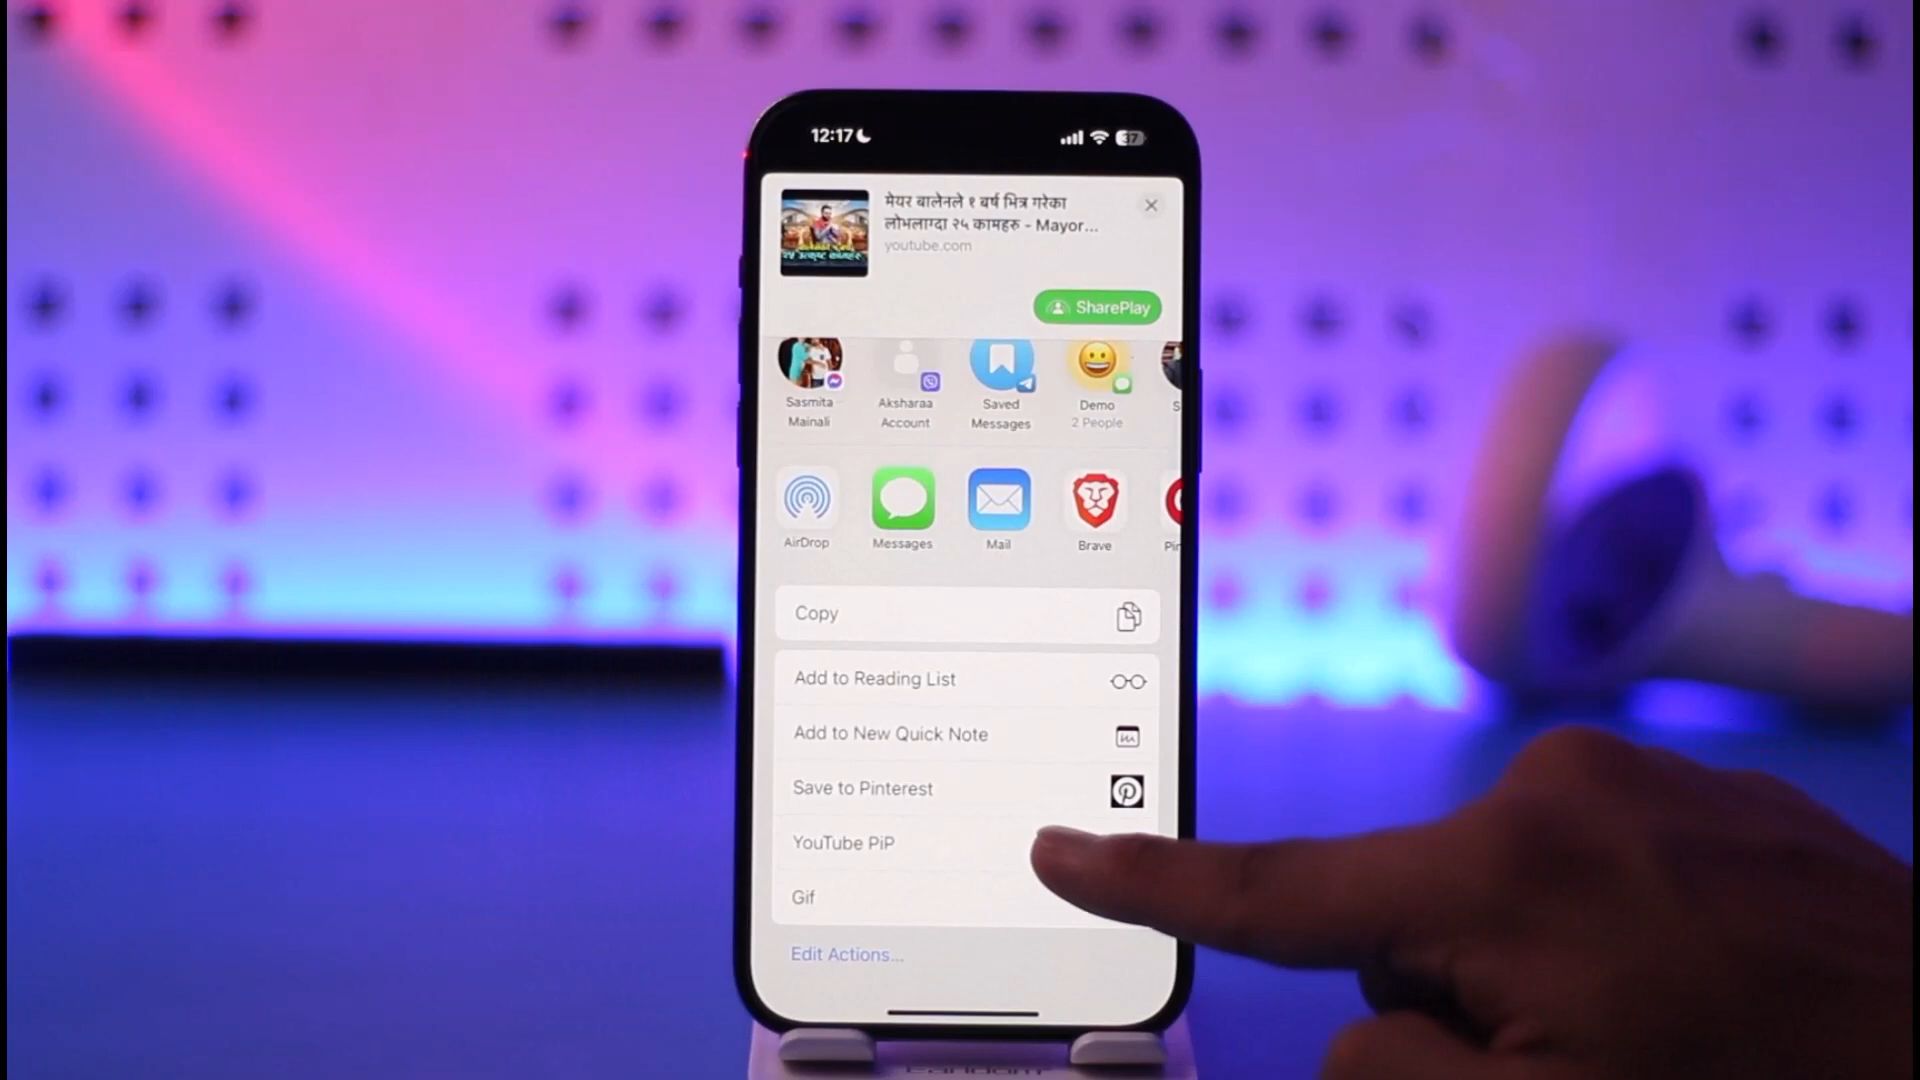 12:17
37
मेयर बालेनले १ बर्ष भित्र गरेका
लोभलाग्दा २५ कामहरु - Mayor...
youtube.com
SharePlay
Sasmita
Mainali
Aksharaa
Account
Saved
Messages
Demo
2 People
AirDrop
Messages
Mail
Brave
Copy
Add to Reading List
Add to New Quick Note
Save to Pinterest
YouTube PiP
Gif
Edit Actions...